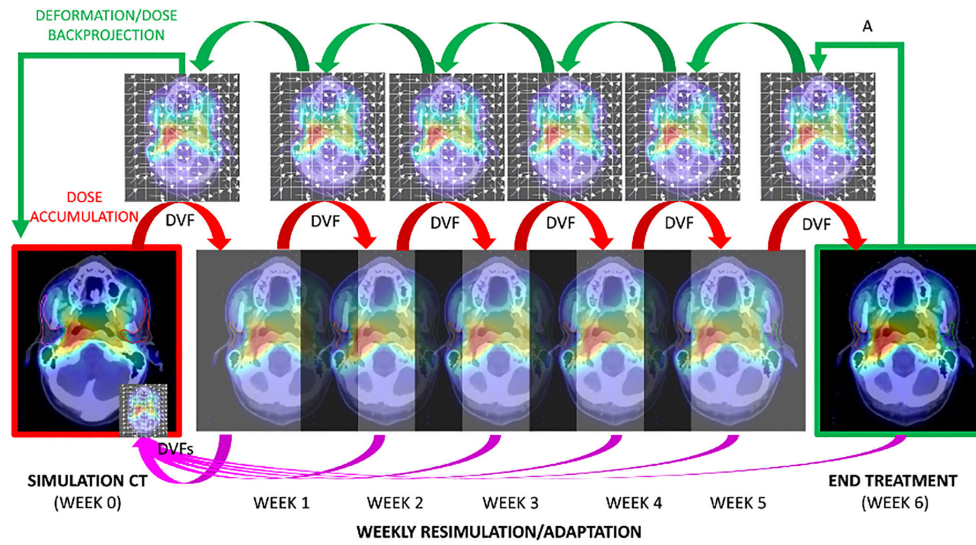 DEFORMATION/DOSE
BACKPROJECTION
A
DOSE
ACCUMULATION
DVF
DVF
DVF
DVF
DVF
DVF
DVFs
SIMULATION CT
(WEEK 0)
WEEK 1
WEEK 2
WEEK 3
WEEK 4
WEEK 5
END TREATMENT
(WEEK 6)
WEEKLY RESIMULATION/ADAPTATION